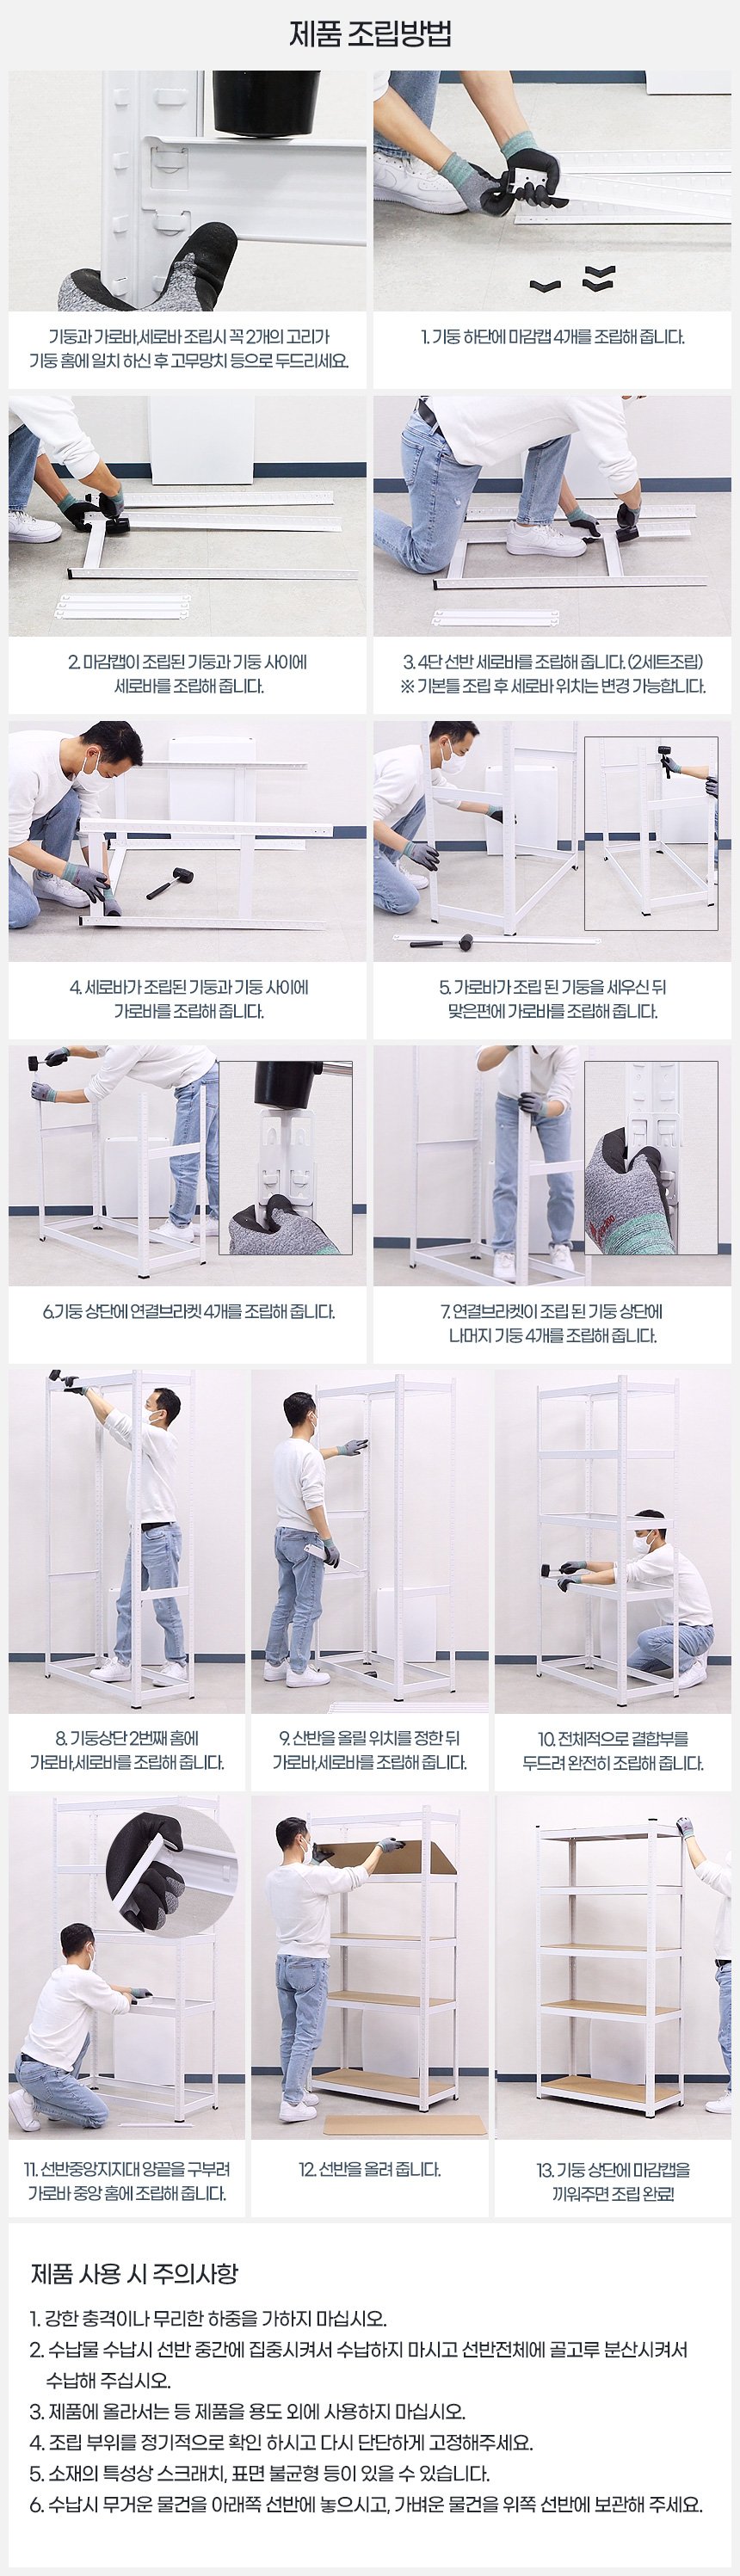 제품 조립방법
기둥과 가로바,세로바 조립시 꼭 2개의 고리가
기둥 홈에 일치 하신 후 고무망치 등으로 두드리세요.
1. 기둥 하단에 마감캡 4개를 조립해 줍니다.
2. 마감캡이 조립된 기둥과 기둥 사이에
세로바를 조립해 줍니다.
3. 4단 선반 세로바를 조립해 줍니다. (2세트조립)
※ 기본틀 조립 후 세로바 위치는 변경 가능합니다.
4. 세로바가 조립된 기둥과 기둥 사이에
가로바를 조립해 줍니다.
5. 가로바가 조립 된 기둥을 세우신 뒤
맞은편에 가로바를 조립해 줍니다.
6.기둥 상단에 연결브라켓 4개를 조립해 줍니다.
7. 연결브라켓이 조립 된 기둥 상단에
나머지 기둥 4개를 조립해 줍니다.
8. 기둥상단 2번째 홈에
가로바,세로바를 조립해 줍니다.
9. 산반을 올릴 위치를 정한 뒤
가로바,세로바를 조립해 줍니다.
10. 전체적으로 결합부를
두드려 완전히 조립해 줍니다.
11. 선반중앙지지대 양끝을 구부려
가로바 중앙 홈에 조립해 줍니다.
12. 선반을 올려 줍니다.
13. 기둥 상단에 마감캡을
끼워주면 조립 완료!
제품 사용 시 주의사항
1. 강한 충격이나 무리한 하중을 가하지 마십시오.
2. 수납물 수납시 선반 중간에 집중시켜서 수납하지 마시고 선반전체에 골고루 분산시켜서
수납해 주십시오.
3. 제품에 올라서는 등 제품을 용도 외에 사용하지 마십시오.
4. 조립 부위를 정기적으로 확인 하시고 다시 단단하게 고정해주세요.
5. 소재의 특성상 스크래치, 표면 불균형 등이 있을 수 있습니다.
6. 수납시 무거운 물건을 아래쪽 선반에 놓으시고, 가벼운 물건을 위쪽 선반에 보관해 주세요.